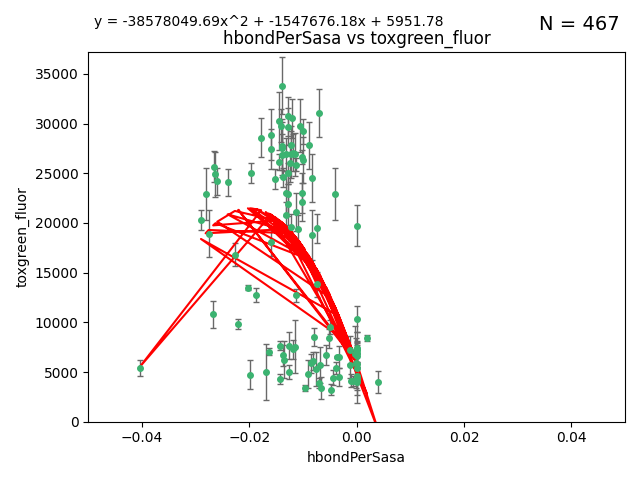 y = -38578049.69x^2 + -1547676.18x + 5951.78
N = 467
hbondPerSasa vs toxgreen_fluor
35000
30000
25000
20000
15000
10000
5000
0
toxgreen_fluor
−0.04
−0.02
0.00
0.02
0.04
hbondPerSasa